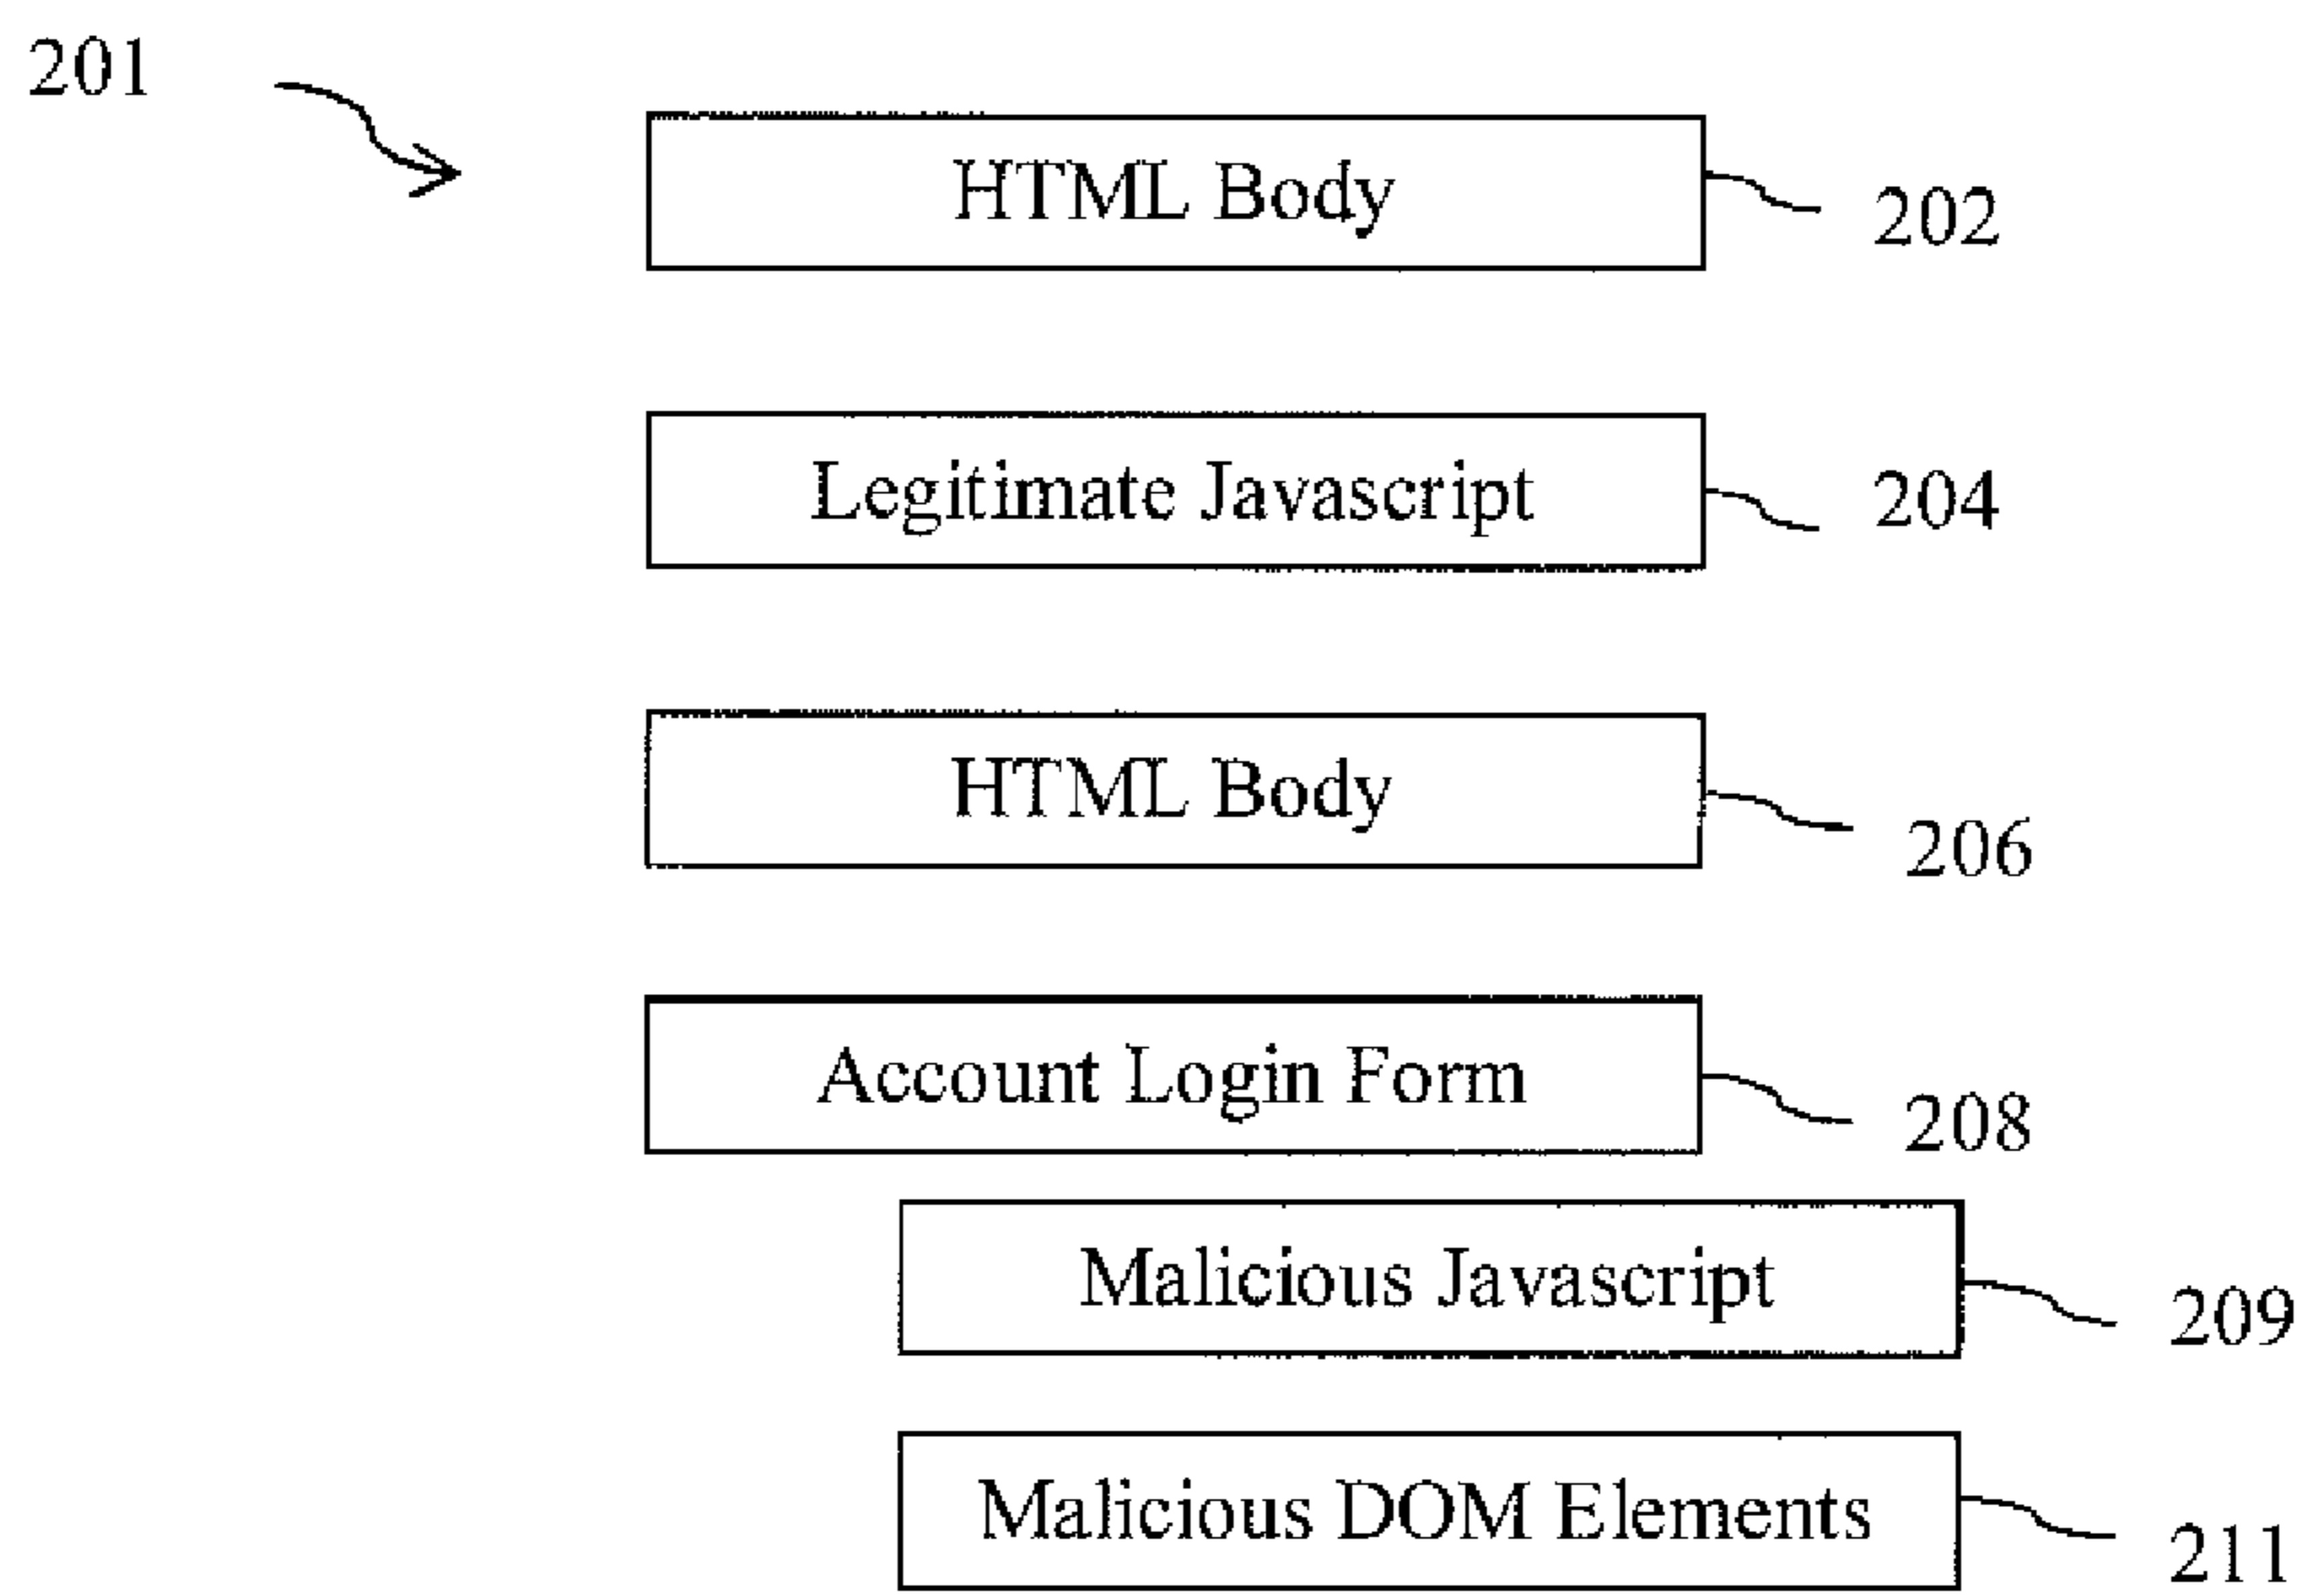 201
HTML Body
202
Legitimate Javascript
204
HTML Body
206
Account Login Form
208
Malicious Javascript
209
Malicious DOM Elements
211